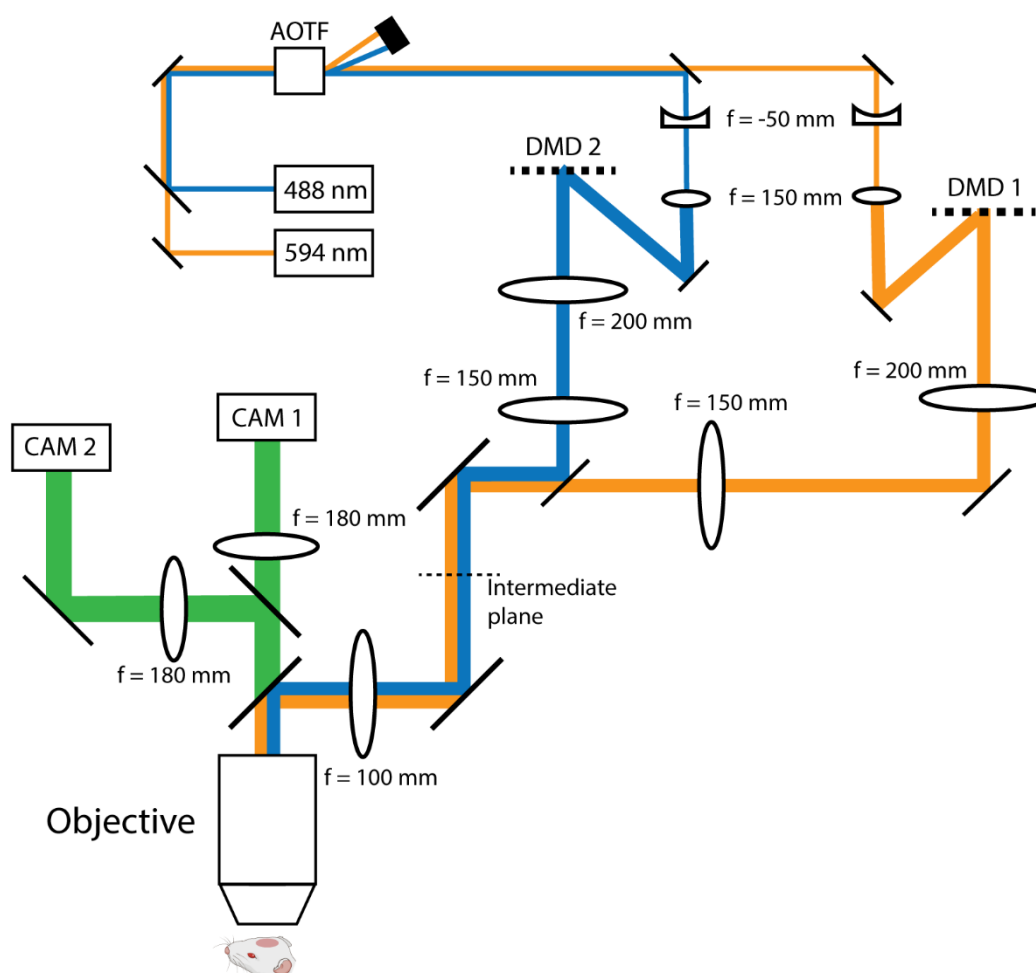 AOTF
488 nm
594 nm
f = -50 mm
DMD 2
f = 150 mm
DMD 1
f = 200 mm
f = 150 mm
f = 200 mm
f = 150 mm
CAM 1
CAM 2
f = 180 mm
Intermediate
plane
f = 180 mm
f = 100 mm
Objective